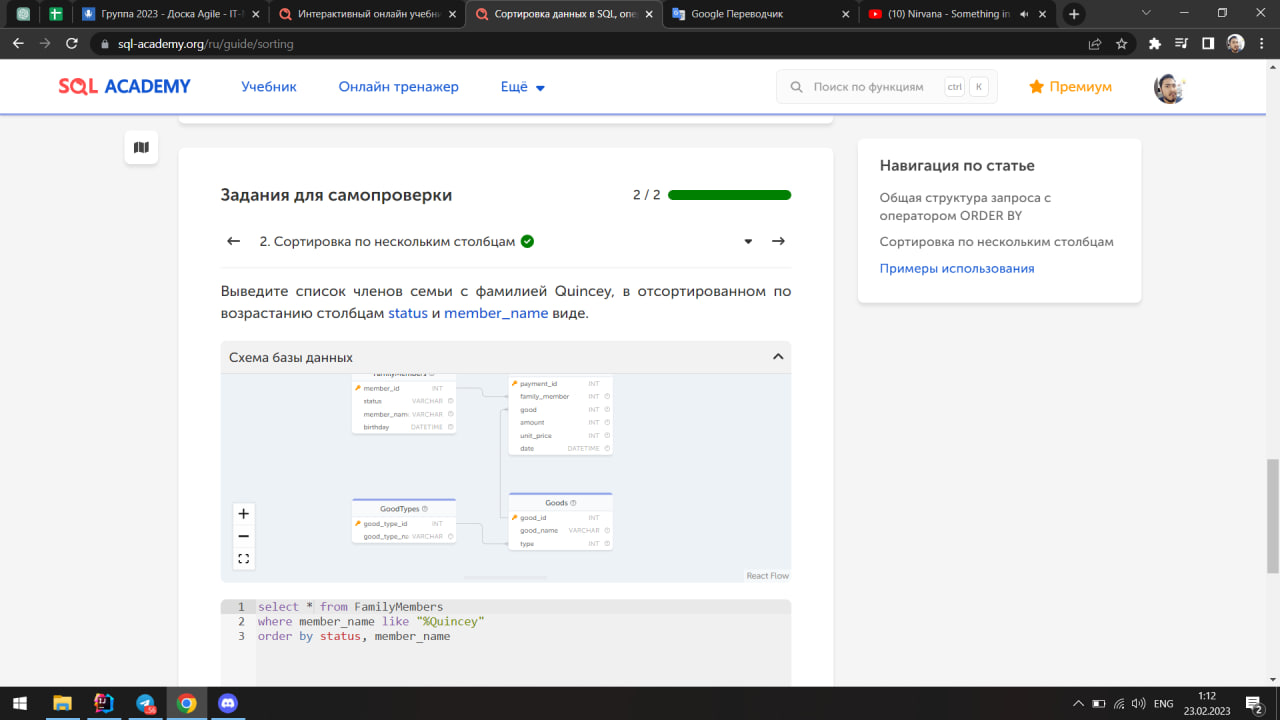 Группа 2023 - Доска Agile - IT-
Интерактивный онлайн учебн
Сортировка данных в SQL, опе
Google Переводчик
(10) Nirvana - Something in
sql-academy.org/ru/guide/sorting
SQL ACADEMY
Учебник
Онлайн тренажер
Ещё
Поиск по функциям
ctrl
K
Премиум
Задания для самопроверки
2 / 2
2. Сортировка по нескольким столбцам
Выведите список членов семьи с фамилией Quincey, в отсортированном по
возрастанию столбцам status и member_name виде.
Схема базы данных
FamilyMembers
member_id INT
status VARCHAR
member_nam VARCHAR
birthday DATETIME
payment_id INT
family_member INT
good INT
amount INT
unit_price INT
date DATETIME
GoodTypes
good_type_id INT
good_type_na VARCHAR
Goods
good_id INT
good_name VARCHAR
type INT
React Flow
1 select * from FamilyMembers
2 where member_name like "%Quincey"
3 order by status, member_name
Навигация по статье
Общая структура запроса с
оператором ORDER BY
Сортировка по нескольким столбцам
Примеры использования
56
ENG
1:12
23.02.2023
2